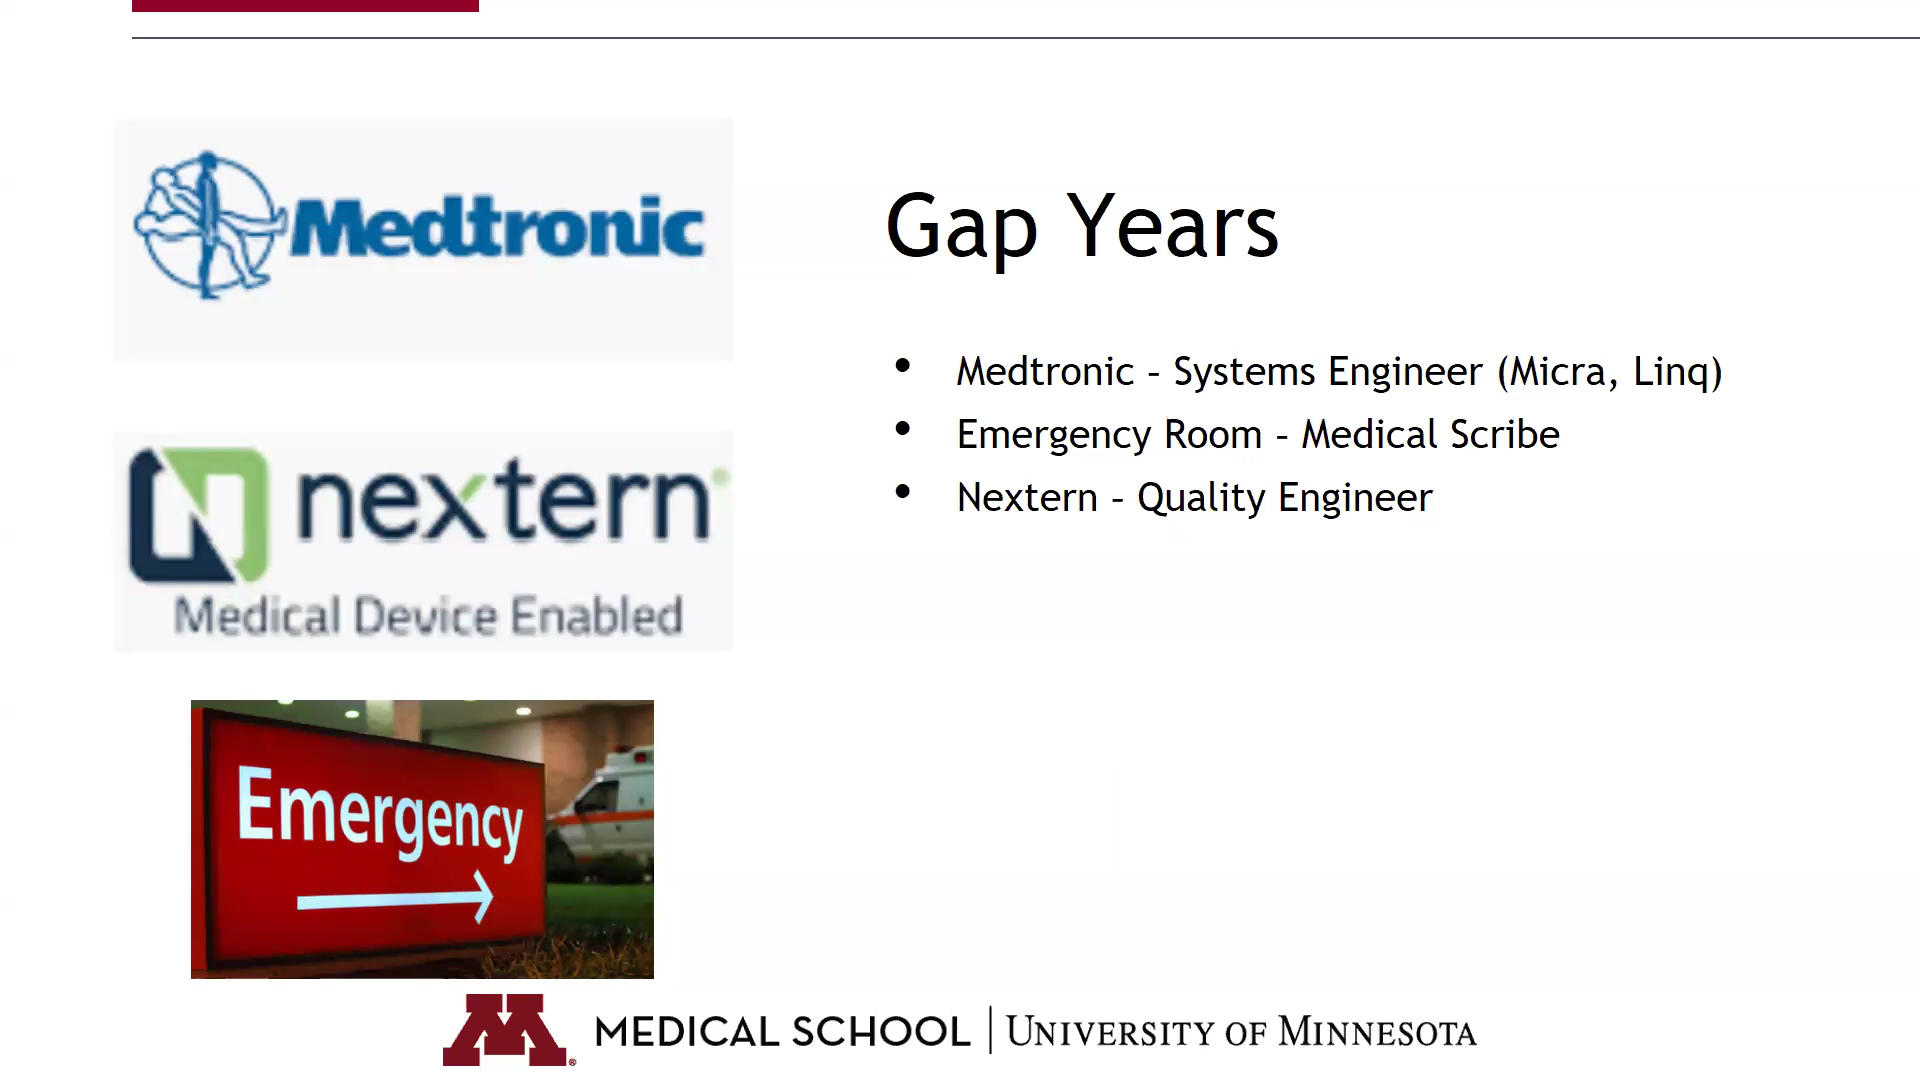 Medtronic
nextern
Medical Device Enabled
Emergency
Gap Years
• Medtronic – Systems Engineer (Micra, Linq)
• Emergency Room – Medical Scribe
• Nextern – Quality Engineer
M® MEDICAL SCHOOL | UNIVERSITY OF MINNESOTA